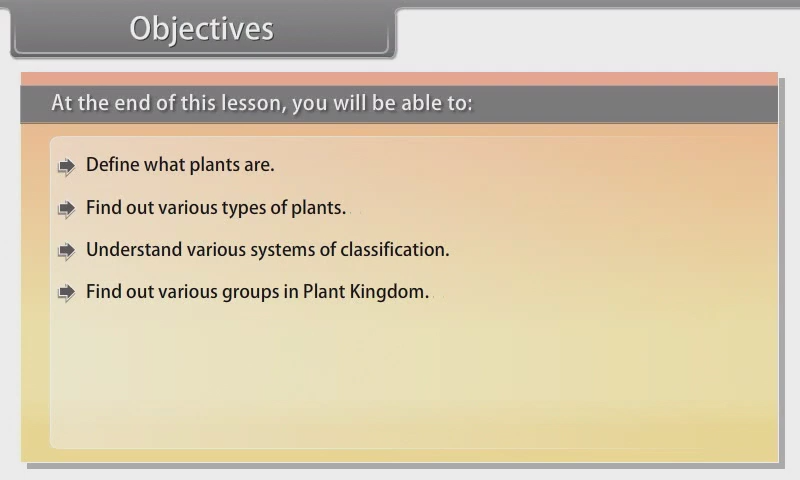 Objectives
At the end of this lesson, you will be able to:
Define what plants are.
Find out various types of plants.
Understand various systems of classification.
Find out various groups in Plant Kingdom.